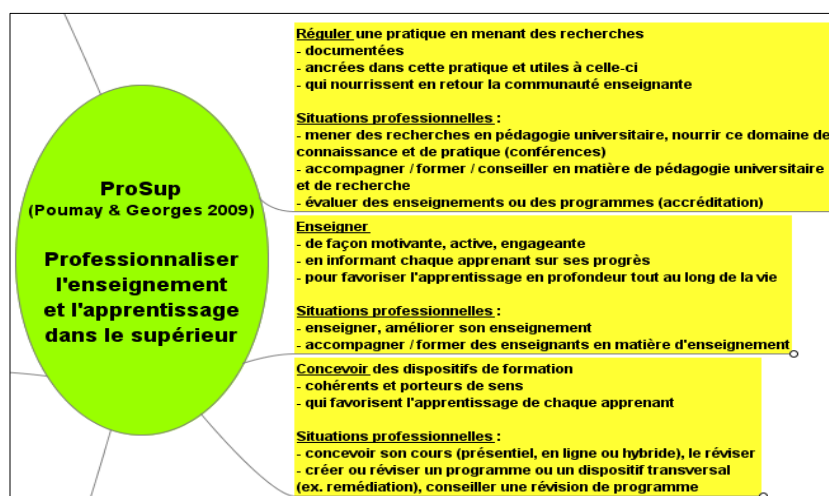 ProSup
(Poumay & Georges 2009)
Professionnaliser
l'enseignement
et l'apprentissage
dans le supérieur
Réguler une pratique en menant des recherches
- documentées
- ancrées dans cette pratique et utiles à celle-ci
- qui nourrissent en retour la communauté enseignante
Situations professionnelles :
- mener des recherches en pédagogie universitaire, nourrir ce domaine de
connaissance et de pratique (conférences)
- accompagner / former / conseiller en matière de pédagogie universitaire
et de recherche
- évaluer des enseignements ou des programmes (accréditation)
Enseigner
- de façon motivante, active, engageante
- en informant chaque apprenant sur ses progrès
- pour favoriser l'apprentissage en profondeur tout au long de la vie
Situations professionnelles :
- enseigner, améliorer son enseignement
- accompagner / former des enseignants en matière d'enseignement
Concevoir des dispositifs de formation
- cohérents et porteurs de sens
- qui favorisent l'apprentissage de chaque apprenant
Situations professionnelles :
- concevoir son cours (présentiel, en ligne ou hybride), le réviser
- créer ou réviser un programme ou un dispositif transversal
(ex. remédiation), conseiller une révision de programme